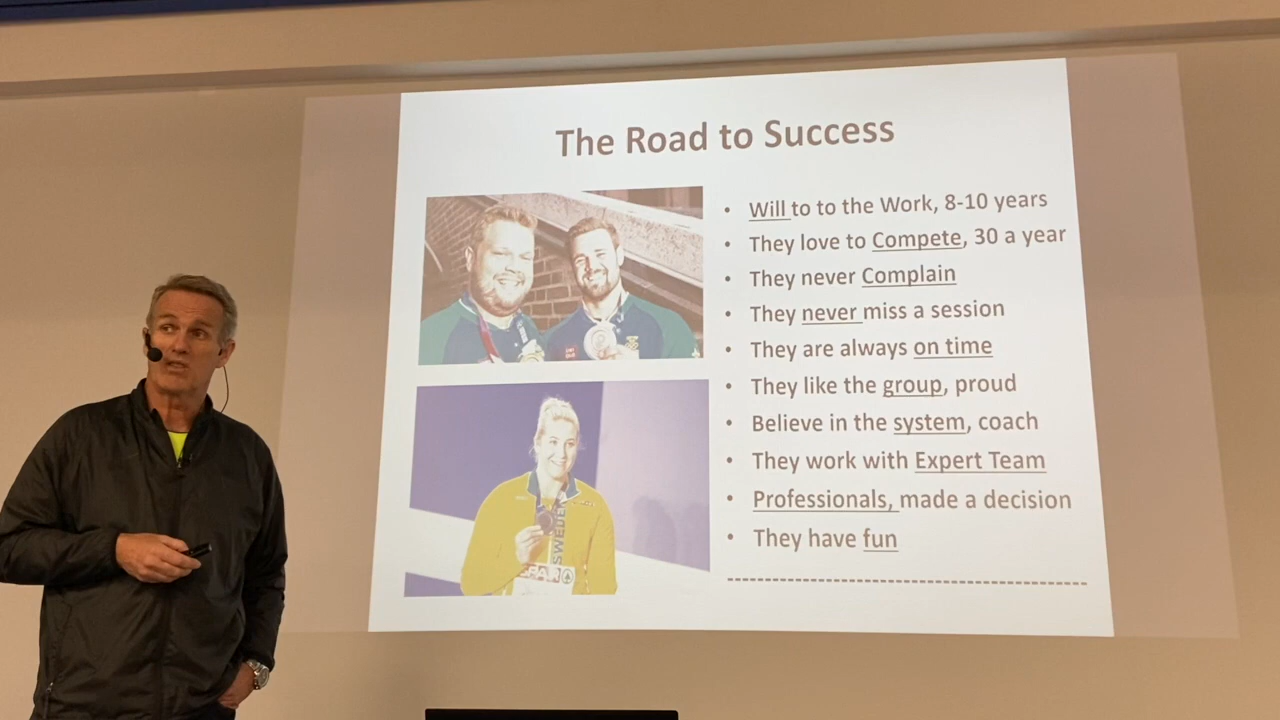 The Road to Success
• Will to to the Work, 8-10 years
• They love to Compete, 30 a year
• They never Complain
• They never miss a session
• They are always on time
• They like the group, proud
• Believe in the system, coach
• They work with Expert Team
• Professionals, made a decision
• They have fun
SWEDEN
SPAR